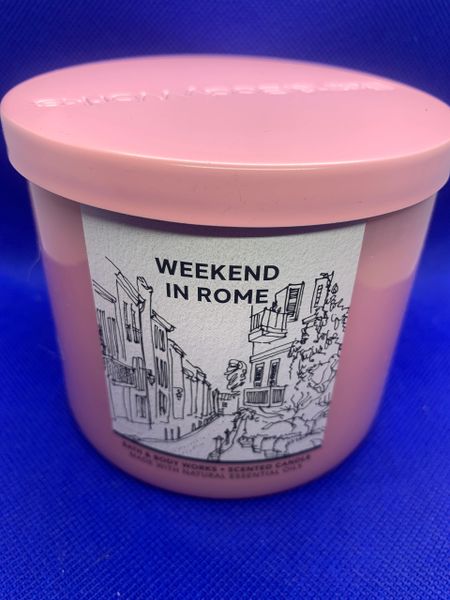 WEEKEND
IN ROME
BATH & BODY WORKS • SCENTED CANDLE
MADE WITH NATURAL ESSENTIAL OILS